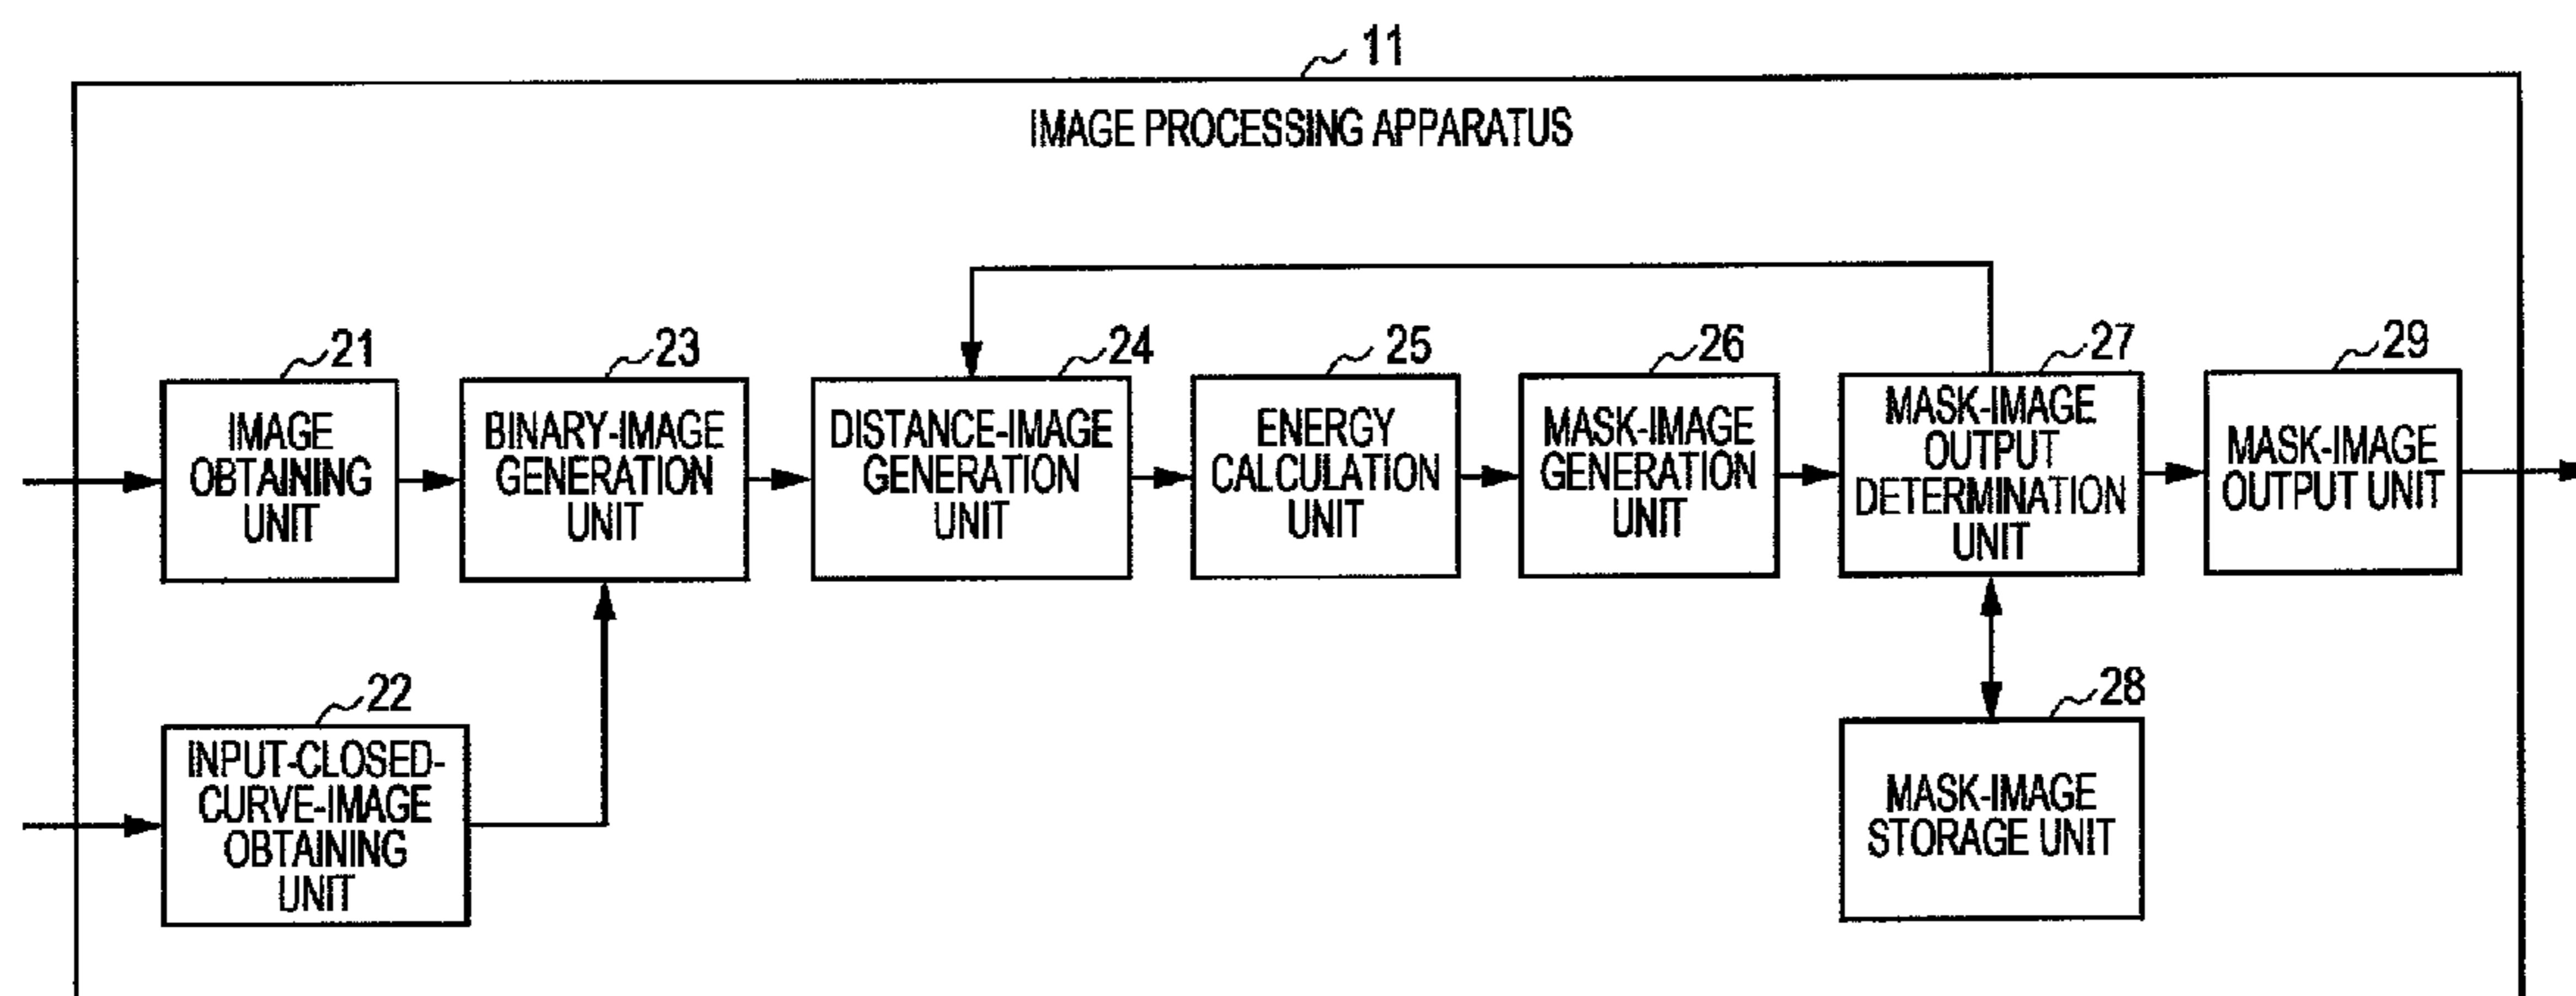 11
IMAGE PROCESSING APPARATUS
21
IMAGE
OBTAINING
UNIT
23
BINARY-IMAGE
GENERATION
UNIT
24
DISTANCE-IMAGE
GENERATION
UNIT
25
ENERGY
CALCULATION
UNIT
26
MASK-IMAGE
GENERATION
UNIT
27
MASK-IMAGE
OUTPUT
DETERMINATION
UNIT
29
MASK-IMAGE
OUTPUT UNIT
22
INPUT-CLOSED-
CURVE-IMAGE
OBTAINING
UNIT
28
MASK-IMAGE
STORAGE UNIT